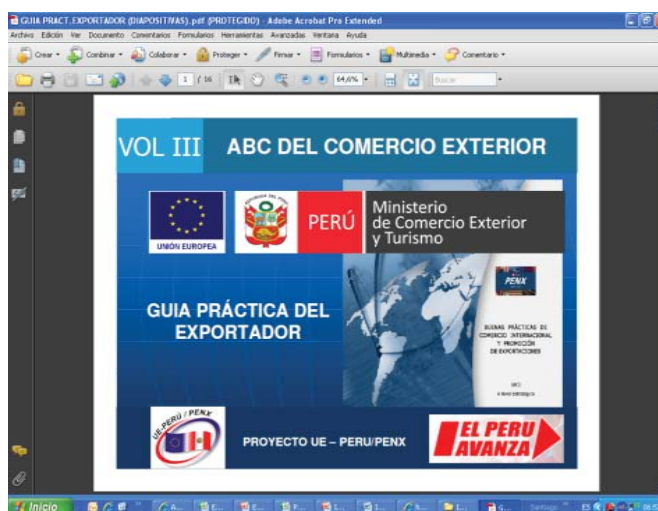 GUIA PRACT.EXPORTADOR (DIAPOSITIVAS).pdf (PROTEGIDO) - Adobe Acrobat Pro Extended
Archivo Edición Ver Documento Comentarios Formularios Herramientas Avanzadas Ventana Ayuda
Crear Combinar Colaborar Proteger Firmar Formularios Multimedia Comentario
1 / 16 64,6% Buscar
VOL III ABC DEL COMERCIO EXTERIOR
UNIÓN EUROPEA
PERÚ
Ministerio
de Comercio Exterior
y Turismo
PENX
GUIA PRÁCTICA DEL
EXPORTADOR
BUENAS PRÁCTICAS DE
COMERCIO INTERNACIONAL
Y PROMOCIÓN
DE EXPORTACIONES
UE-PERÚ / PENX
PROYECTO UE – PERU/PENX
EL PERU
AVANZA
Inicio
Santiago
ES